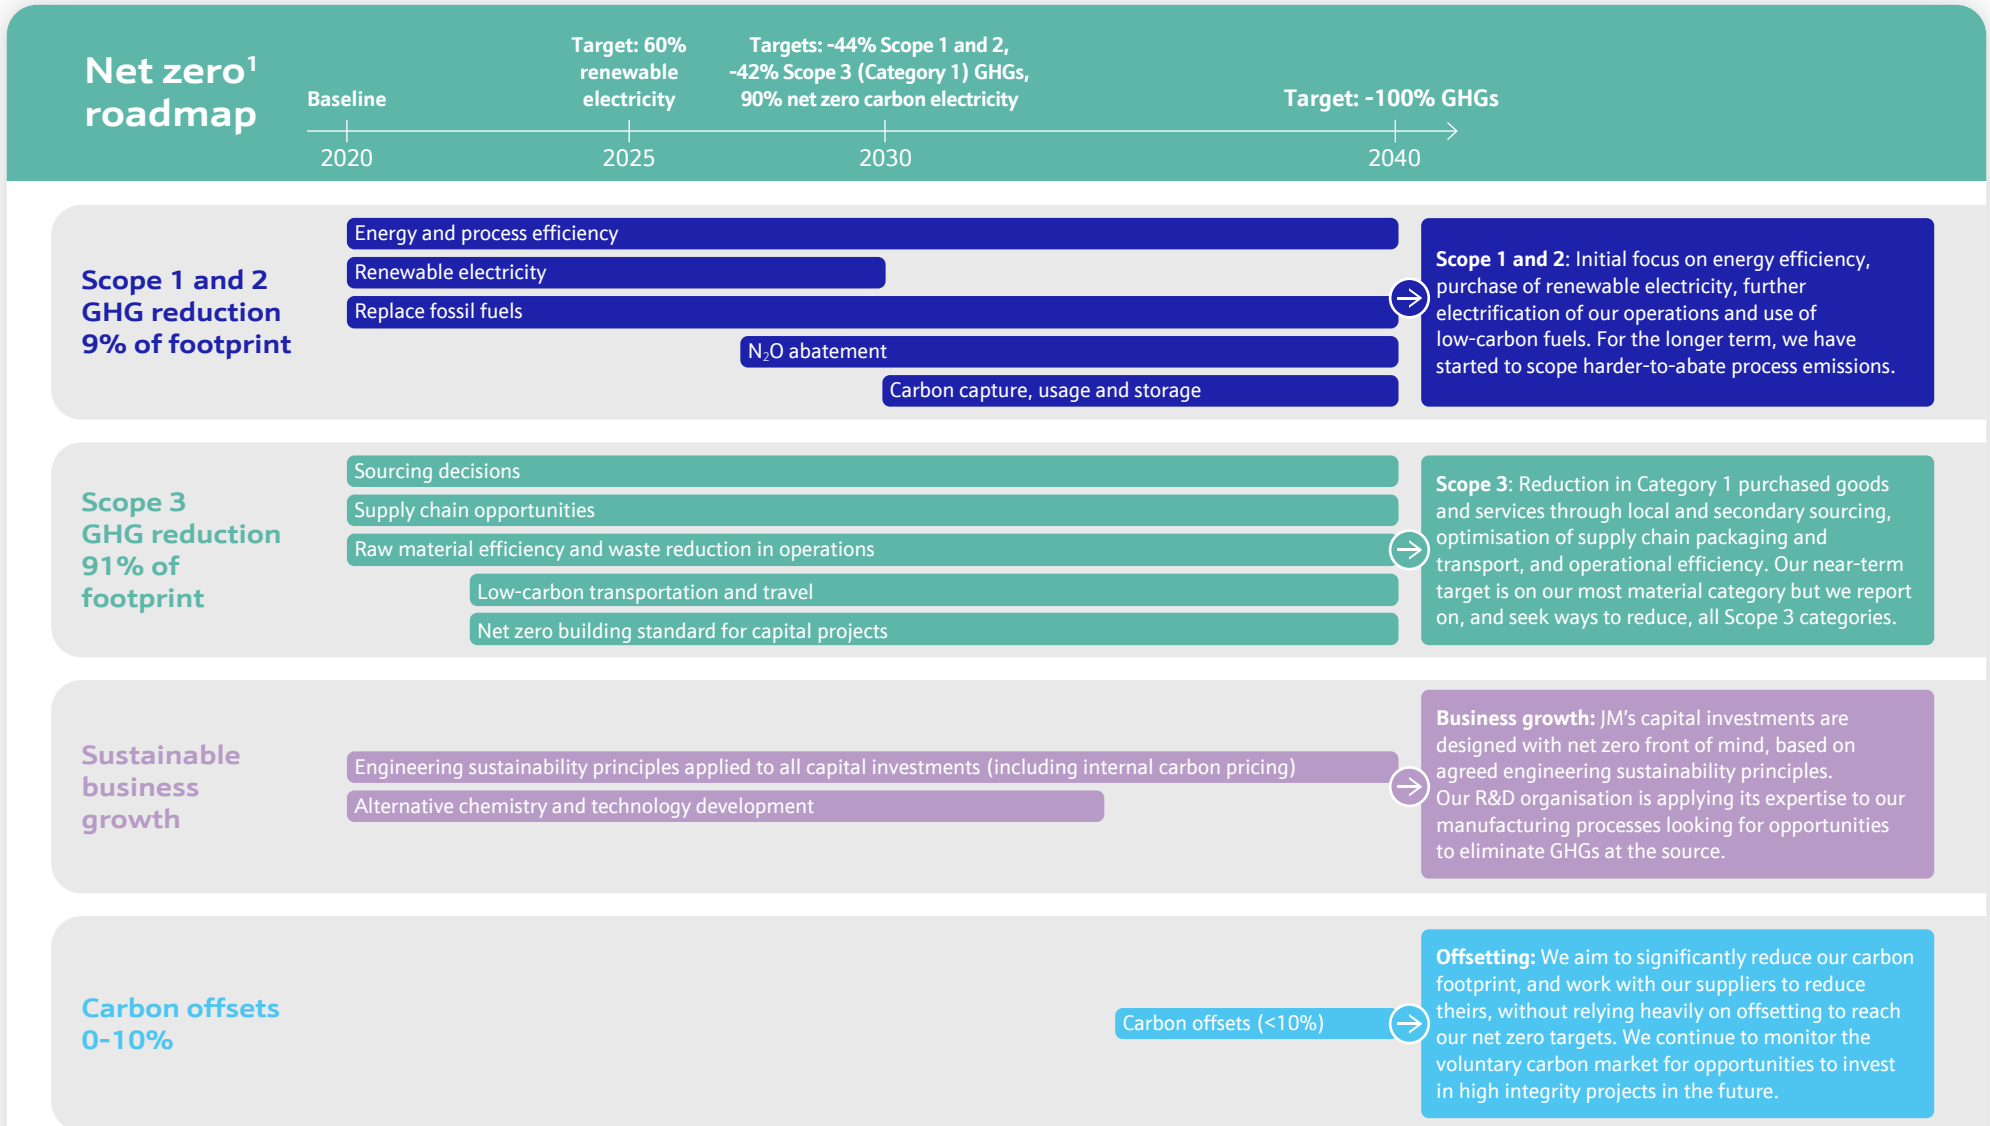 Net zero¹
roadmap
Baseline
Target: 60%
renewable
electricity
Targets: -44% Scope 1 and 2,
-42% Scope 3 (Category 1) GHGs,
90% net zero carbon electricity
Target: -100% GHGs
2020
2025
2030
2040
Scope 1 and 2
GHG reduction
9% of footprint
Energy and process efficiency
Renewable electricity
Replace fossil fuels
N₂O abatement
Carbon capture, usage and storage
Scope 1 and 2: Initial focus on energy efficiency,
purchase of renewable electricity, further
electrification of our operations and use of
low-carbon fuels. For the longer term, we have
started to scope harder-to-abate process emissions.
Scope 3
GHG reduction
91% of
footprint
Sourcing decisions
Supply chain opportunities
Raw material efficiency and waste reduction in operations
Low-carbon transportation and travel
Net zero building standard for capital projects
Scope 3: Reduction in Category 1 purchased goods
and services through local and secondary sourcing,
optimisation of supply chain packaging and
transport, and operational efficiency. Our near-term
target is on our most material category but we report
on, and seek ways to reduce, all Scope 3 categories.
Sustainable
business
growth
Engineering sustainability principles applied to all capital investments (including internal carbon pricing)
Alternative chemistry and technology development
Business growth: JM’s capital investments are
designed with net zero front of mind, based on
agreed engineering sustainability principles.
Our R&D organisation is applying its expertise to our
manufacturing processes looking for opportunities
to eliminate GHGs at the source.
Carbon offsets
0-10%
Carbon offsets (<10%)
Offsetting: We aim to significantly reduce our carbon
footprint, and work with our suppliers to reduce
theirs, without relying heavily on offsetting to reach
our net zero targets. We continue to monitor the
voluntary carbon market for opportunities to invest
in high integrity projects in the future.